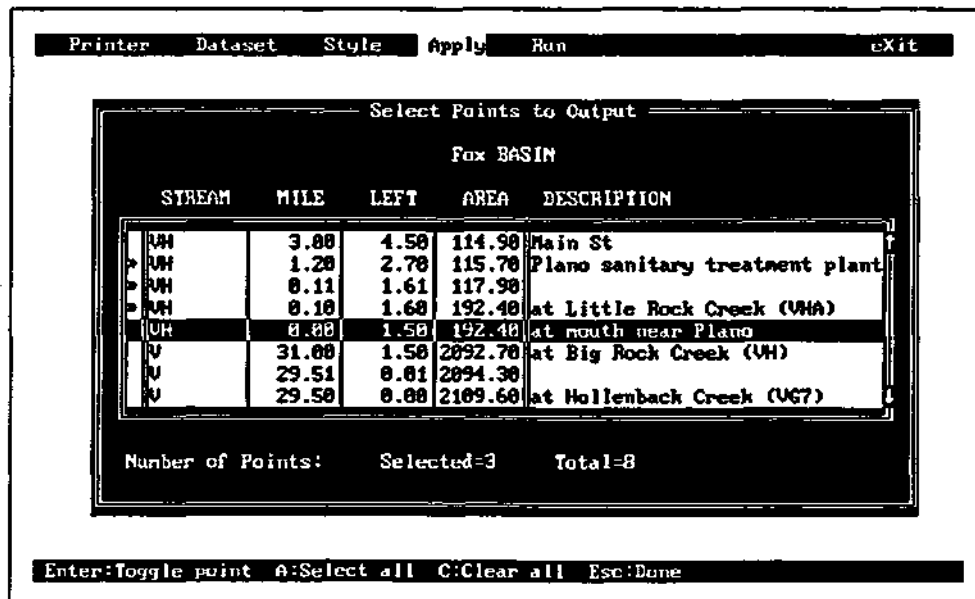 Printer Dataset Style Apply Run eXit
Select Points to Output
Fox BASIN
STREAM MILE LEFT AREA DESCRIPTION
VH 3.00 4.50 114.90 Main St
» VH 1.20 2.70 115.70 Plano sanitary treatment plant
» VH 0.11 1.61 117.90
» VH 0.10 1.60 192.40 at Little Rock Creek (VHA)
VH 0.00 1.50 192.40 at mouth near Plano
V 31.00 1.50 2092.70 at Big Rock Creek (VH)
V 29.51 0.01 2094.30
V 29.50 0.00 2109.60 at Hollenback Creek (VG7)
Number of Points: Selected=3 Total=8
Enter:Toggle point A:Select all C:Clear all Esc:Done